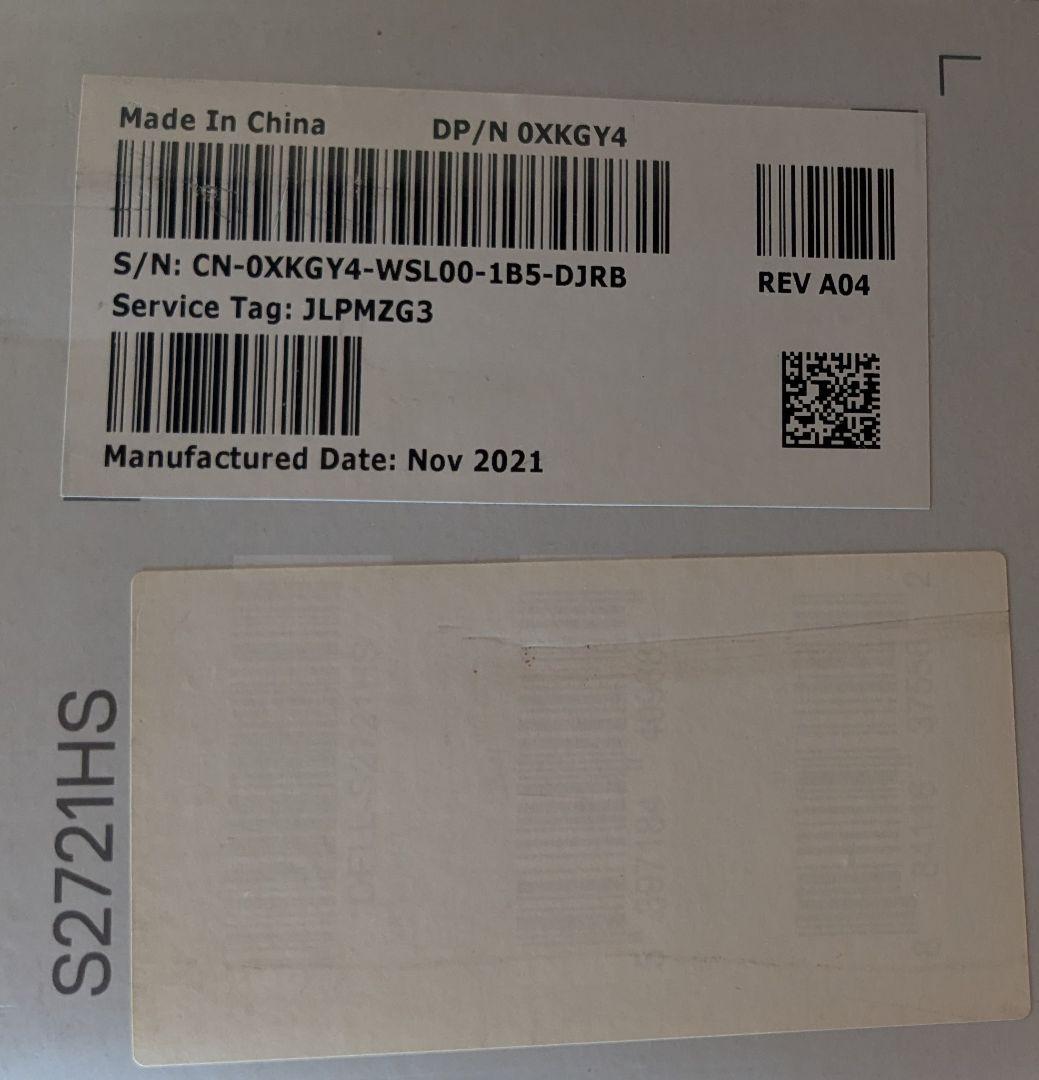 Made In China
DP/N 0XKGY4
S/N: CN-0XKGY4-WSL00-1B5-DJRB
REV A04
Service Tag: JLPMZG3
Manufactured Date: Nov 2021
S2721HS